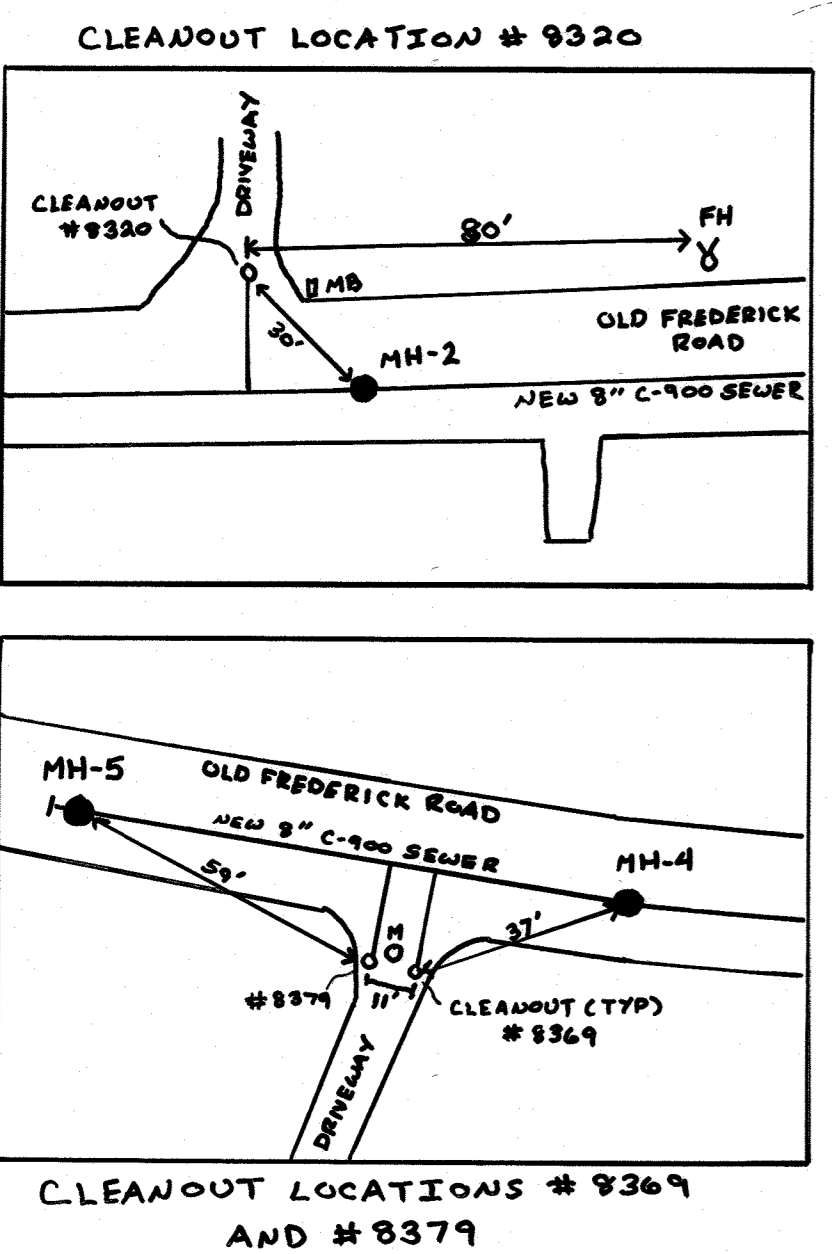 CLEANOUT LOCATION # 8320
DRIVEWAY
CLEANOUT
#8320
80'
FH
MB
30'
OLD FREDERICK
ROAD
MH-2
NEW 8" C-900 SEWER
MH-5
OLD FREDERICK ROAD
NEW 8" C-900 SEWER
59'
MH-4
37'
M
#8379
11'
CLEANOUT (TYP)
# 8369
DRIVEWAY
CLEANOUT LOCATIONS # 8369
AND # 8379